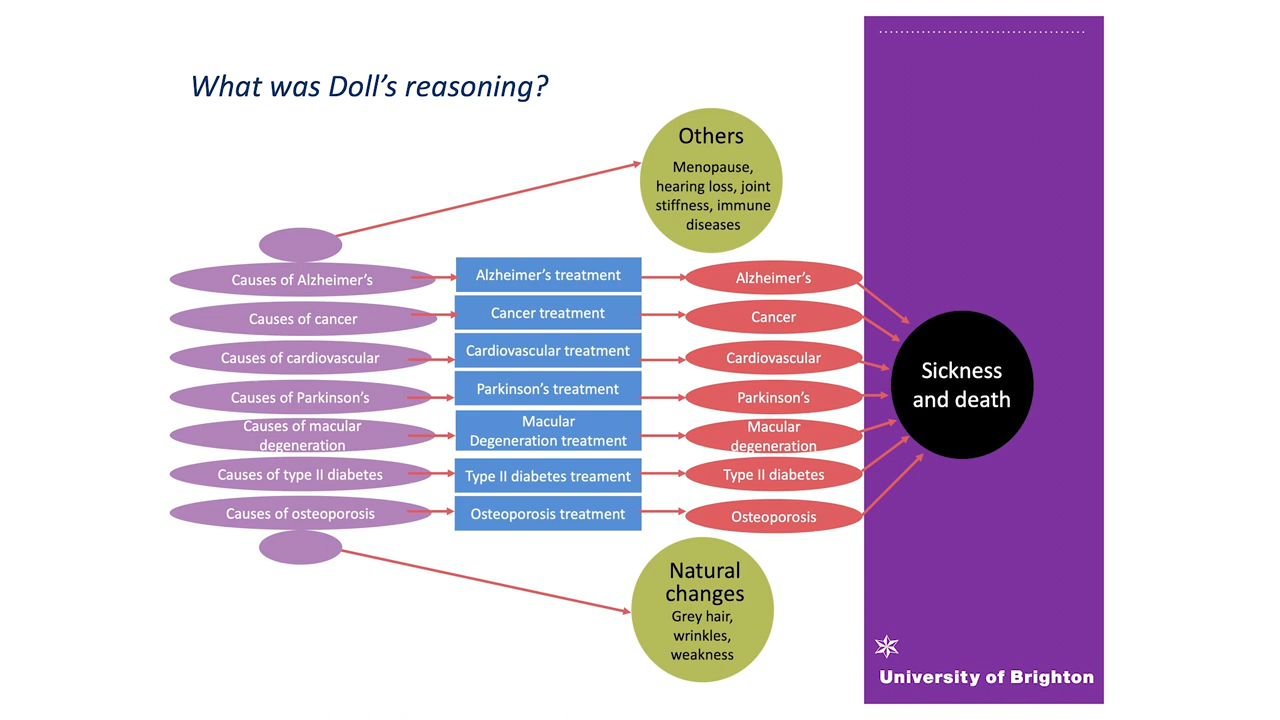 What was Doll's reasoning?
Others
Menopause,
hearing loss, joint
stiffness, immune
diseases
Causes of Alzheimer's
Alzheimer's treatment
Alzheimer's
Causes of cancer
Cancer treatment
Cancer
Causes of cardiovascular
Cardiovascular treatment
Cardiovascular
Causes of Parkinson's
Parkinson's treatment
Parkinson's
Causes of macular
degeneration
Macular
Degeneration treatment
Macular
degeneration
Causes of type II diabetes
Type II diabetes treament
Type II diabetes
Causes of osteoporosis
Osteoporosis treatment
Osteoporosis
Sickness
and death
Natural
changes
Grey hair,
wrinkles,
weakness
University of Brighton